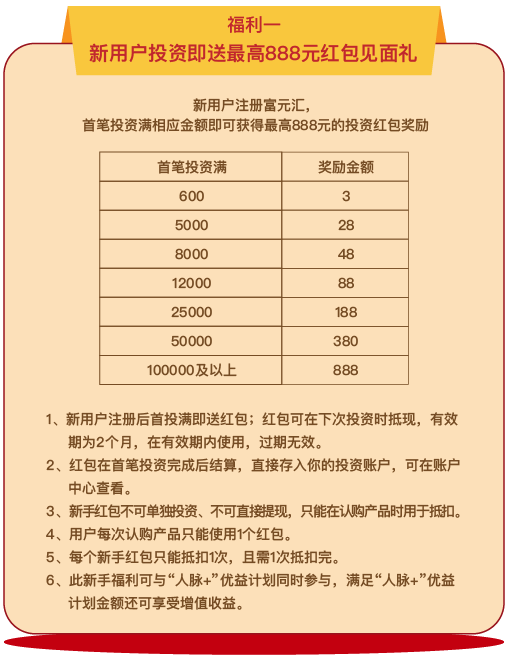 福利一
新用户投资即送最高888元红包见面礼
新用户注册富元汇，
首笔投资满相应金额即可获得最高888元的投资红包奖励
首笔投资满 奖励金额
600 3
5000 28
8000 48
12000 88
25000 188
50000 380
100000及以上 888
1、新用户注册后首投满即送红包；红包可在下次投资时抵现，有效
期为2个月，在有效期内使用，过期无效。
2、红包在首笔投资完成后结算，直接存入你的投资账户，可在账户
中心查看。
3、新手红包不可单独投资、不可直接提现，只能在认购产品时用于抵扣。
4、用户每次认购产品只能使用1个红包。
5、每个新手红包只能抵扣1次，且需1次抵扣完。
6、此新手福利可与“人脉+”优益计划同时参与，满足“人脉+”优益
计划金额还可享受增值收益。